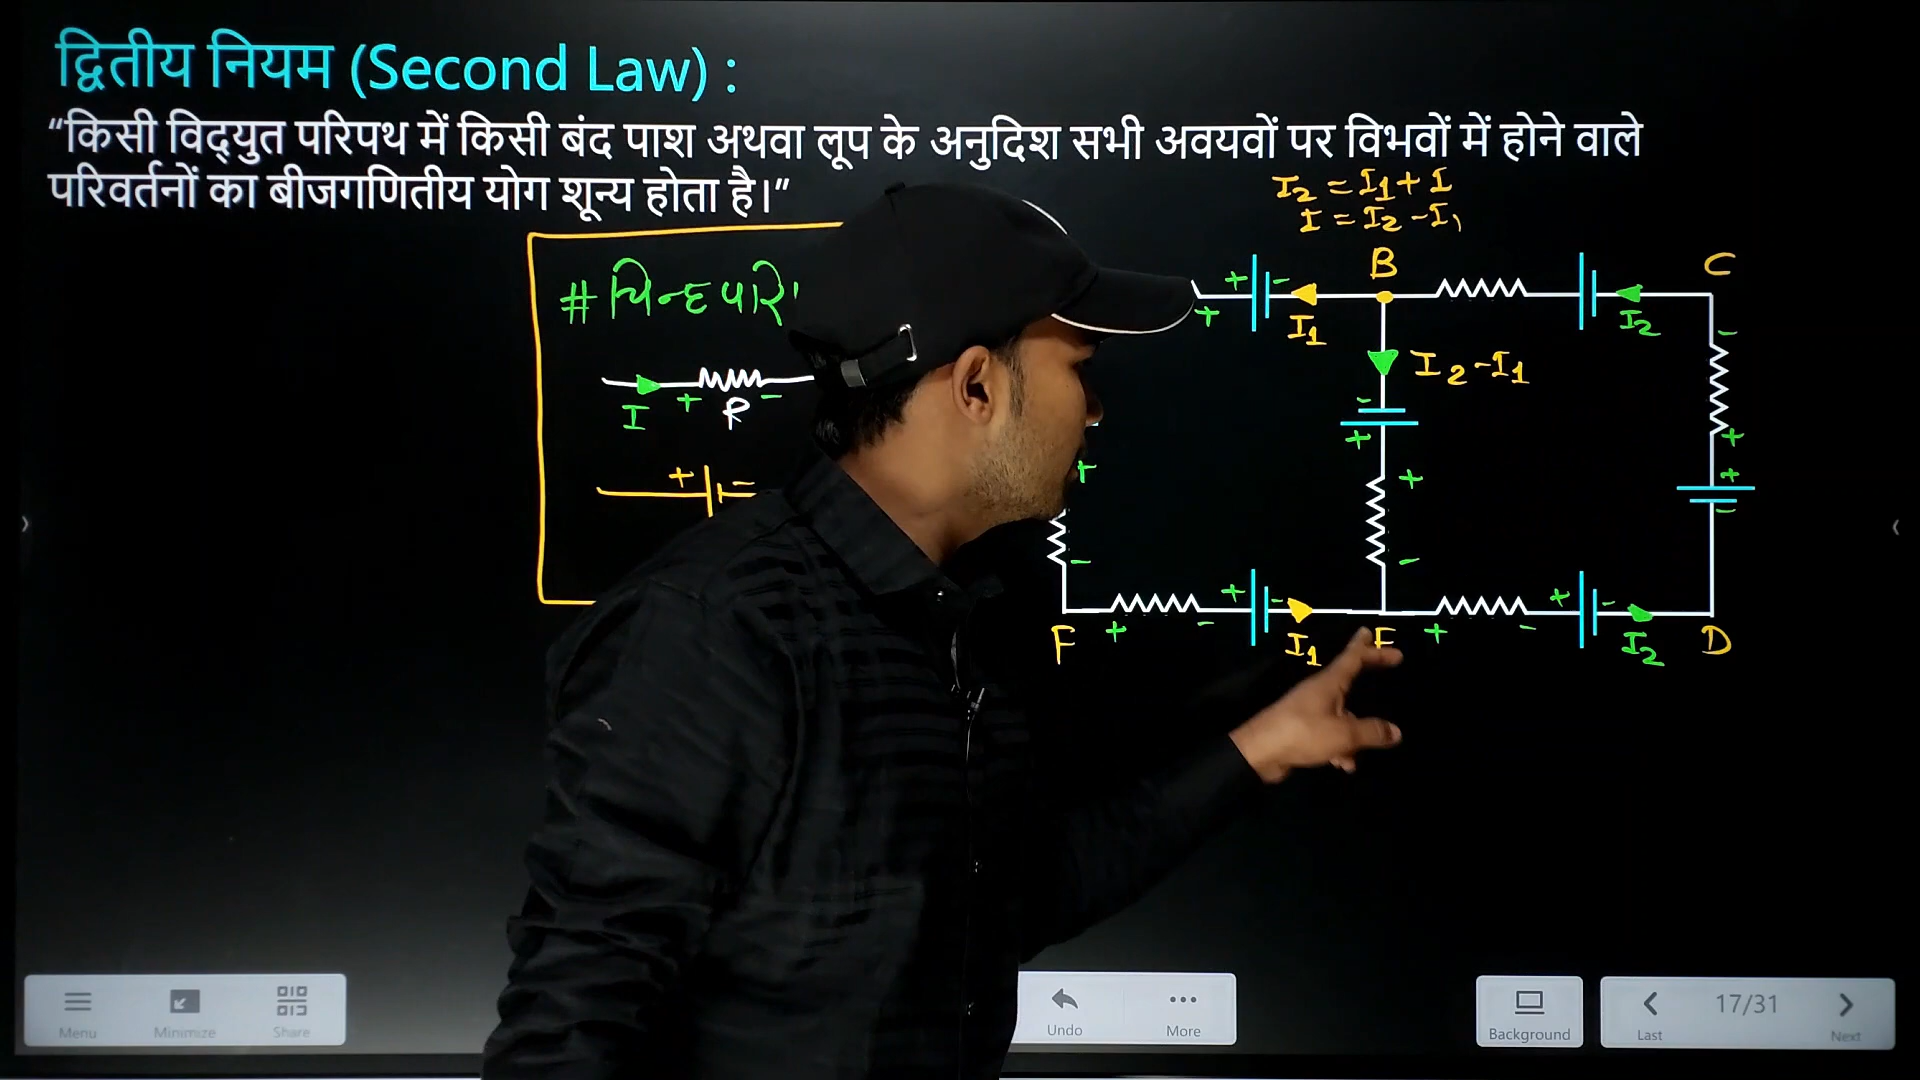 द्वितीय नियम (Second Law) :
“किसी विद्युत परिपथ में किसी बंद पाश अथवा लूप के अनुदिश सभी अवयवों पर विभवों में होने वाले
परिवर्तनों का बीजगणितीय योग शून्य होता है।”
I₂ = I₁ + I
I = I₂ - I₁
# चिन्ह परि
I + R -
+ -
B
C
+ -
+
I₁
I₂
I₂ - I₁
-
+
+
-
-
+
+
-
+
-
F + - + - I₁ E + - + - I₂ D
Menu
Minimize
Share
Undo
More
Background
Last
17/31
Next